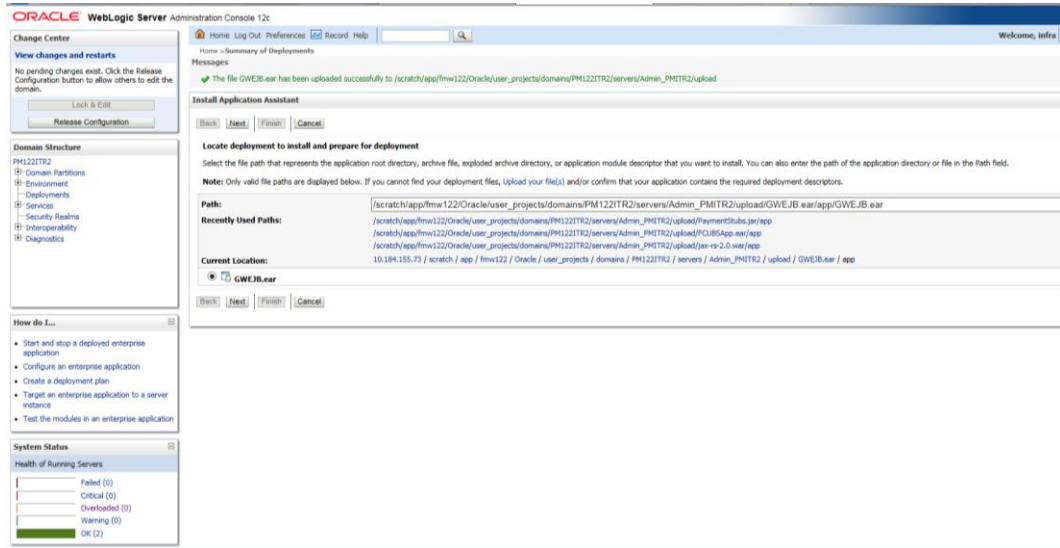 ORACLE WebLogic Server Administration Console 12c
Change Center
View changes and restarts
No pending changes exist. Click the Release
Configuration button to allow others to edit the
domain.
Lock & Edit
Release Configuration
Domain Structure
PM122ITR2
Domain Partitions
Environment
Deployments
Services
Security Realms
Interoperability
Diagnostics
How do I...
Start and stop a deployed enterprise
application
Configure an enterprise application
Create a deployment plan
Target an enterprise application to a server
instance
Test the modules in an enterprise application
System Status
Health of Running Servers
Failed (0)
Critical (0)
Overloaded (0)
Warning (0)
OK (2)
Home Log Out Preferences Record Help
Welcome, infra
Home >Summary of Deployments
Messages
The file GWEJB.ear has been uploaded successfully to /scratch/app/fmw122/Oracle/user_projects/domains/PM122ITR2/servers/Admin_PMITR2/upload
Install Application Assistant
Back Next Finish Cancel
Locate deployment to install and prepare for deployment
Select the file path that represents the application root directory, archive file, exploded archive directory, or application module descriptor that you want to install. You can also enter the path of the application directory or file in the Path field.
Note: Only valid file paths are displayed below. If you cannot find your deployment files, Upload your file(s) and/or confirm that your application contains the required deployment descriptors.
Path: /scratch/app/fmw122/Oracle/user_projects/domains/PM122ITR2/servers/Admin_PMITR2/upload/GWEJB.ear/app/GWEJB.ear
Recently Used Paths: /scratch/app/fmw122/Oracle/user_projects/domains/PM122ITR2/servers/Admin_PMITR2/upload/PaymentStubs.jar/app
/scratch/app/fmw122/Oracle/user_projects/domains/PM122ITR2/servers/Admin_PMITR2/upload/FCUBSApp.ear/app
/scratch/app/fmw122/Oracle/user_projects/domains/PM122ITR2/servers/Admin_PMITR2/upload/jax-rs-2.0.war/app
Current Location: 10.184.155.73 / scratch / app / fmw122 / Oracle / user_projects / domains / PM122ITR2 / servers / Admin_PMITR2 / upload / GWEJB.ear / app
GWEJB.ear
Back Next Finish Cancel